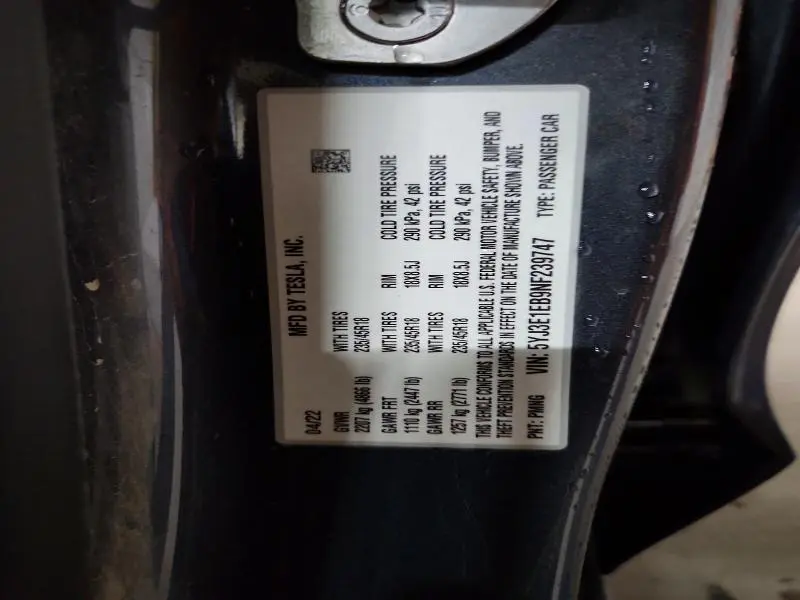 MFD BY TESLA, INC.
04/22
GVWR WITH TIRES
2207 kg (4866 lb) 235/45R18
GAWR FRT WITH TIRES RIM COLD TIRE PRESSURE
1110 kg (2447 lb) 235/45R18 18X8.5J 290 kPa, 42 psi
GAWR RR WITH TIRES RIM COLD TIRE PRESSURE
1257 kg (2771 lb) 235/45R18 18X8.5J 290 kPa, 42 psi
THIS VEHICLE CONFORMS TO ALL APPLICABLE U.S. FEDERAL MOTOR VEHICLE SAFETY, BUMPER, AND
THEFT PREVENTION STANDARDS IN EFFECT ON THE DATE OF MANUFACTURE SHOWN ABOVE.
PNT: PMNG VIN: 5YJ3E1EB9NF239747 TYPE: PASSENGER CAR